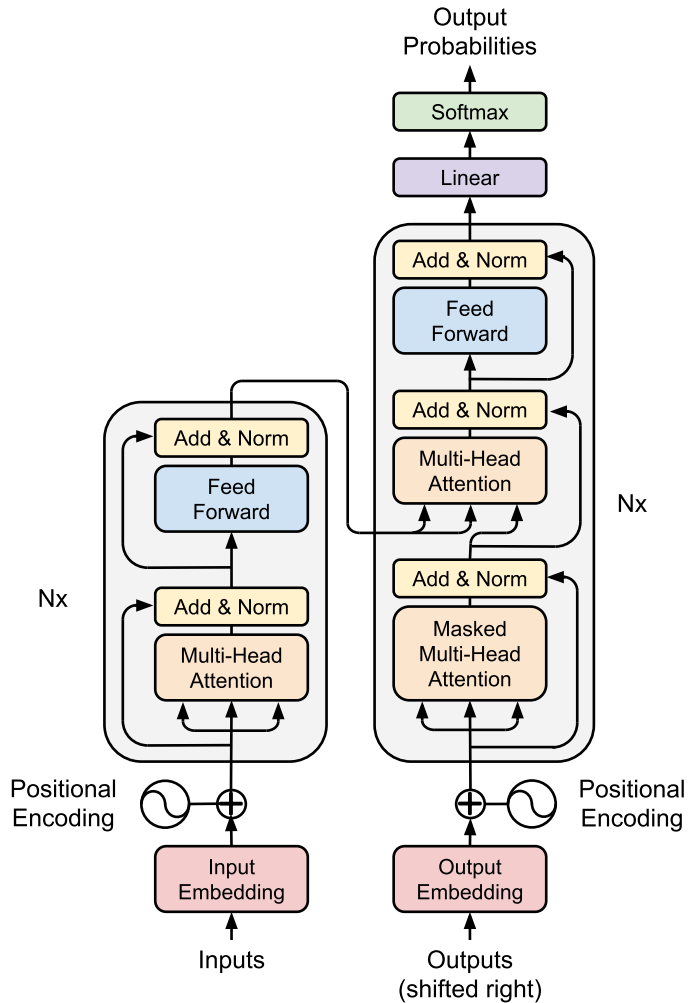 Output
Probabilities
Softmax
Linear
Add & Norm
Feed
Forward
Add & Norm
Multi-Head
Attention
Nx
Add & Norm
Masked
Multi-Head
Attention
Add & Norm
Feed
Forward
Nx
Add & Norm
Multi-Head
Attention
Positional
Encoding
Positional
Encoding
Input
Embedding
Output
Embedding
Inputs
Outputs
(shifted right)